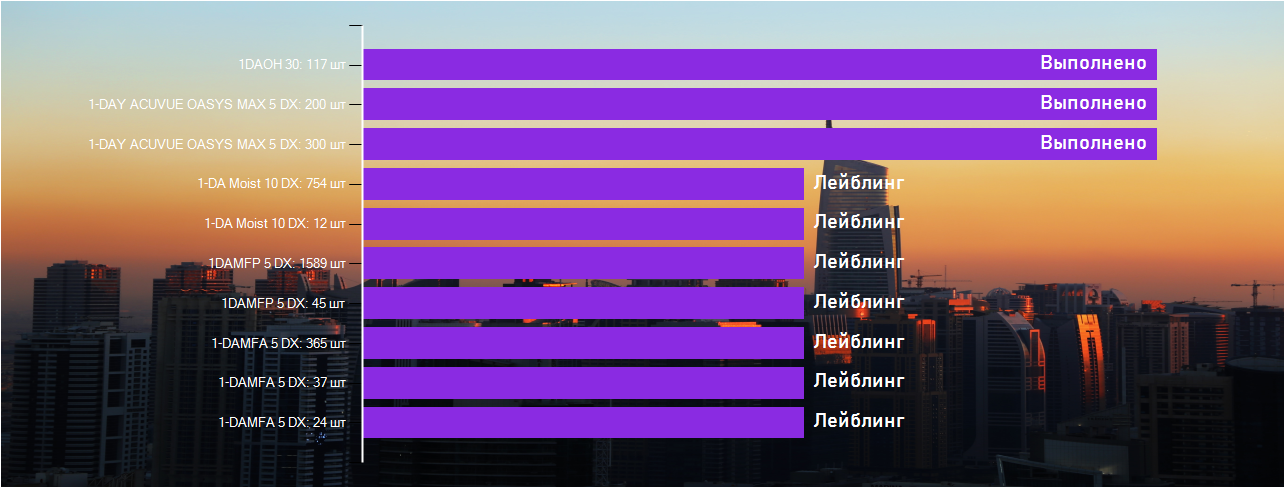 1DAOH 30: 117 шт Выполнено
1-DAY ACUVUE OASYS MAX 5 DX: 200 шт Выполнено
1-DAY ACUVUE OASYS MAX 5 DX: 300 шт Выполнено
1-DA Moist 10 DX: 754 шт Лейблинг
1-DA Moist 10 DX: 12 шт Лейблинг
1DAMFP 5 DX: 1589 шт Лейблинг
1DAMFP 5 DX: 45 шт Лейблинг
1-DAMFA 5 DX: 365 шт Лейблинг
1-DAMFA 5 DX: 37 шт Лейблинг
1-DAMFA 5 DX: 24 шт Лейблинг